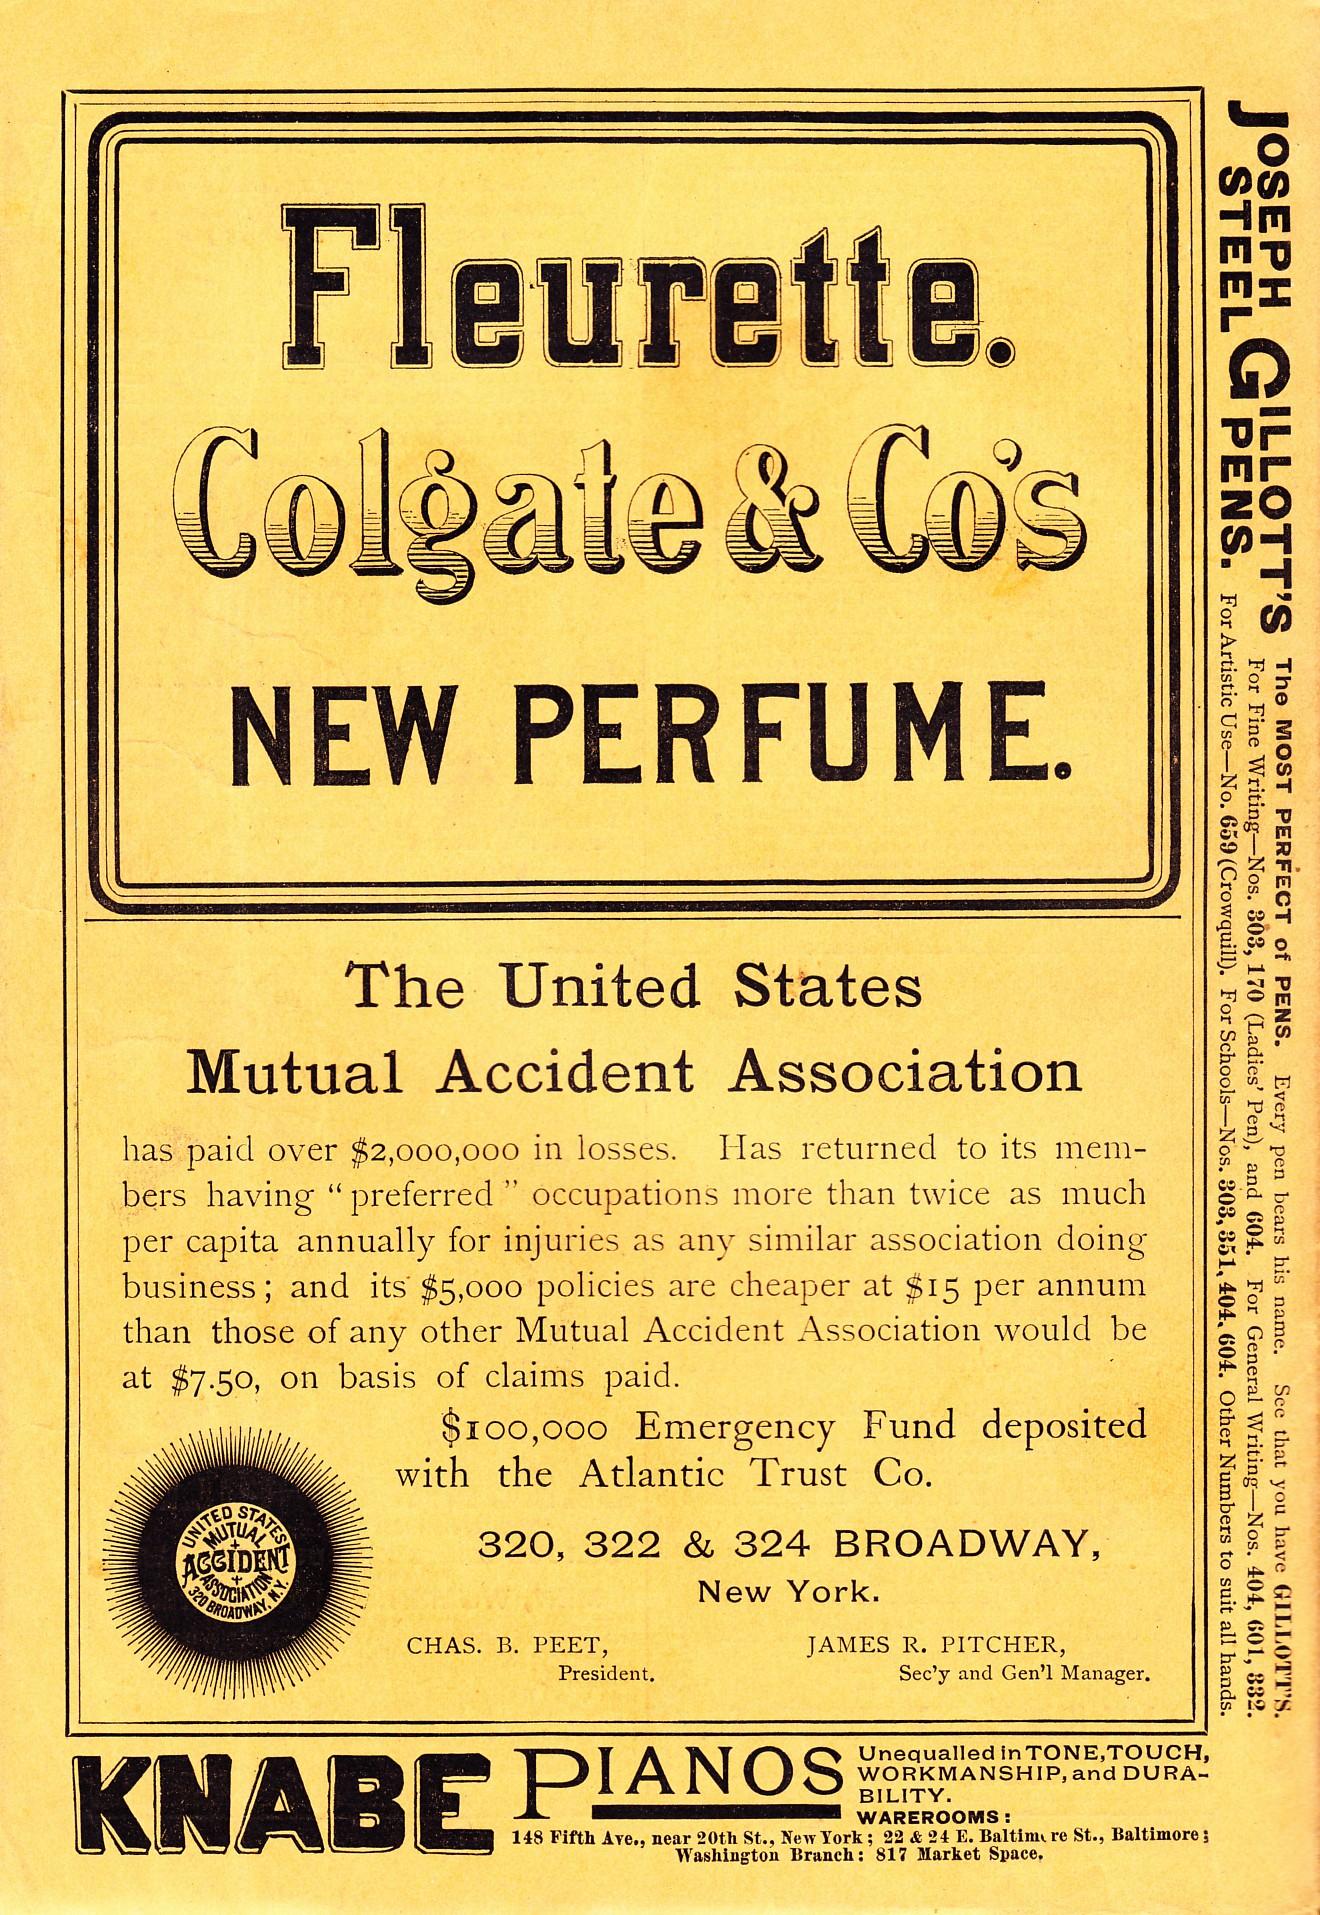 Fleurette.
Colgate & Co's
NEW PERFUME.
The United States
Mutual Accident Association
has paid over $2,000,000 in losses. Has returned to its mem-
bers having “preferred” occupations more than twice as much
per capita annually for injuries as any similar association doing
business; and its $5,000 policies are cheaper at $15 per annum
than those of any other Mutual Accident Association would be
at $7.50, on basis of claims paid.
$100,000 Emergency Fund deposited
with the Atlantic Trust Co.
320, 322 & 324 BROADWAY,
New York.
CHAS. B. PEET,
President.
JAMES R. PITCHER,
Sec'y and Gen'l Manager.
UNITED STATES
MUTUAL
ACCIDENT
ASSOCIATION
320 BROADWAY, N.Y.
JOSEPH GILLOTT'S
STEEL PENS.
The MOST PERFECT of PENS. Every pen bears his name. See that you have GILLOTT'S.
For Fine Writing—Nos. 303, 170 (Ladies' Pen), and 604. For General Writing—Nos. 404, 601, 332.
For Artistic Use—No. 659 (Crowquill). For Schools—Nos. 303, 351, 404, 604. Other Numbers to suit all hands.
KNABE PIANOS
Unequalled in TONE, TOUCH,
WORKMANSHIP, and DURA-
BILITY.
WAREROOMS:
148 Fifth Ave., near 20th St., New York; 22 & 24 E. Baltimore St., Baltimore;
Washington Branch: 817 Market Space.